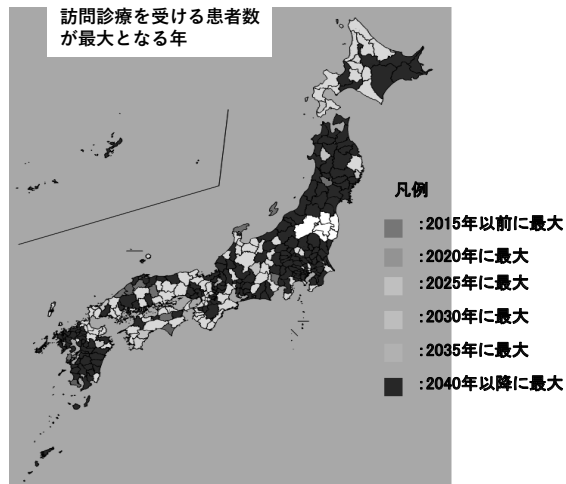 訪問診療を受ける患者数
が最大となる年
凡例
:2015年以前に最大
:2020年に最大
:2025年に最大
:2030年に最大
:2035年に最大
:2040年以降に最大